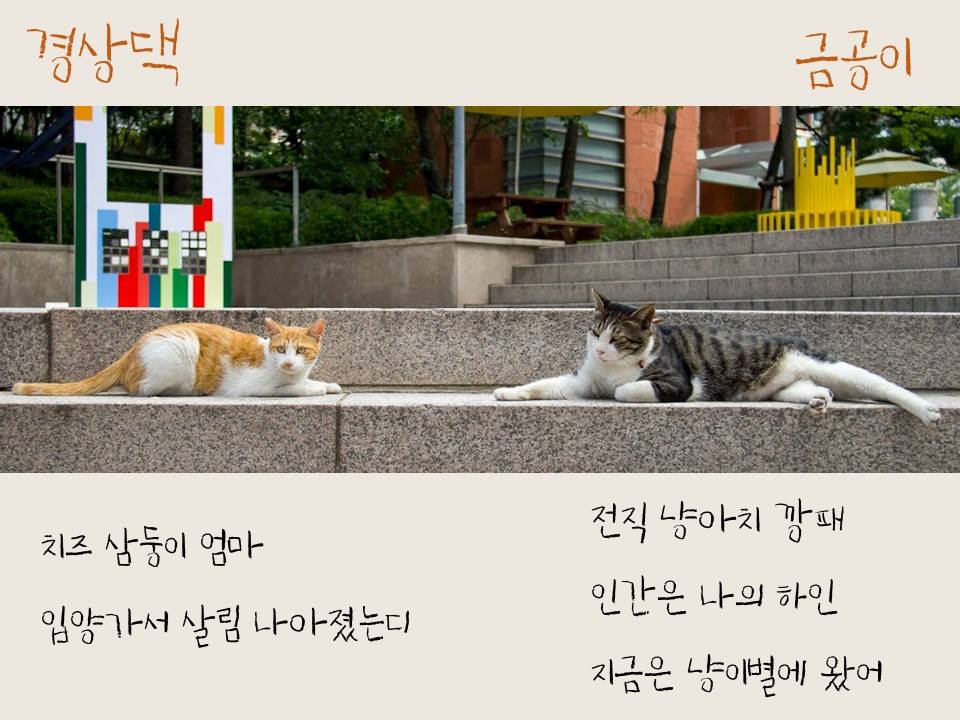 경상댁
금공이
치즈 삼둥이 엄마
입양가서 살림 나아졌는디
전직 냥아치 깡패
인간은 나의 하인
지금은 냥이별에 왔어